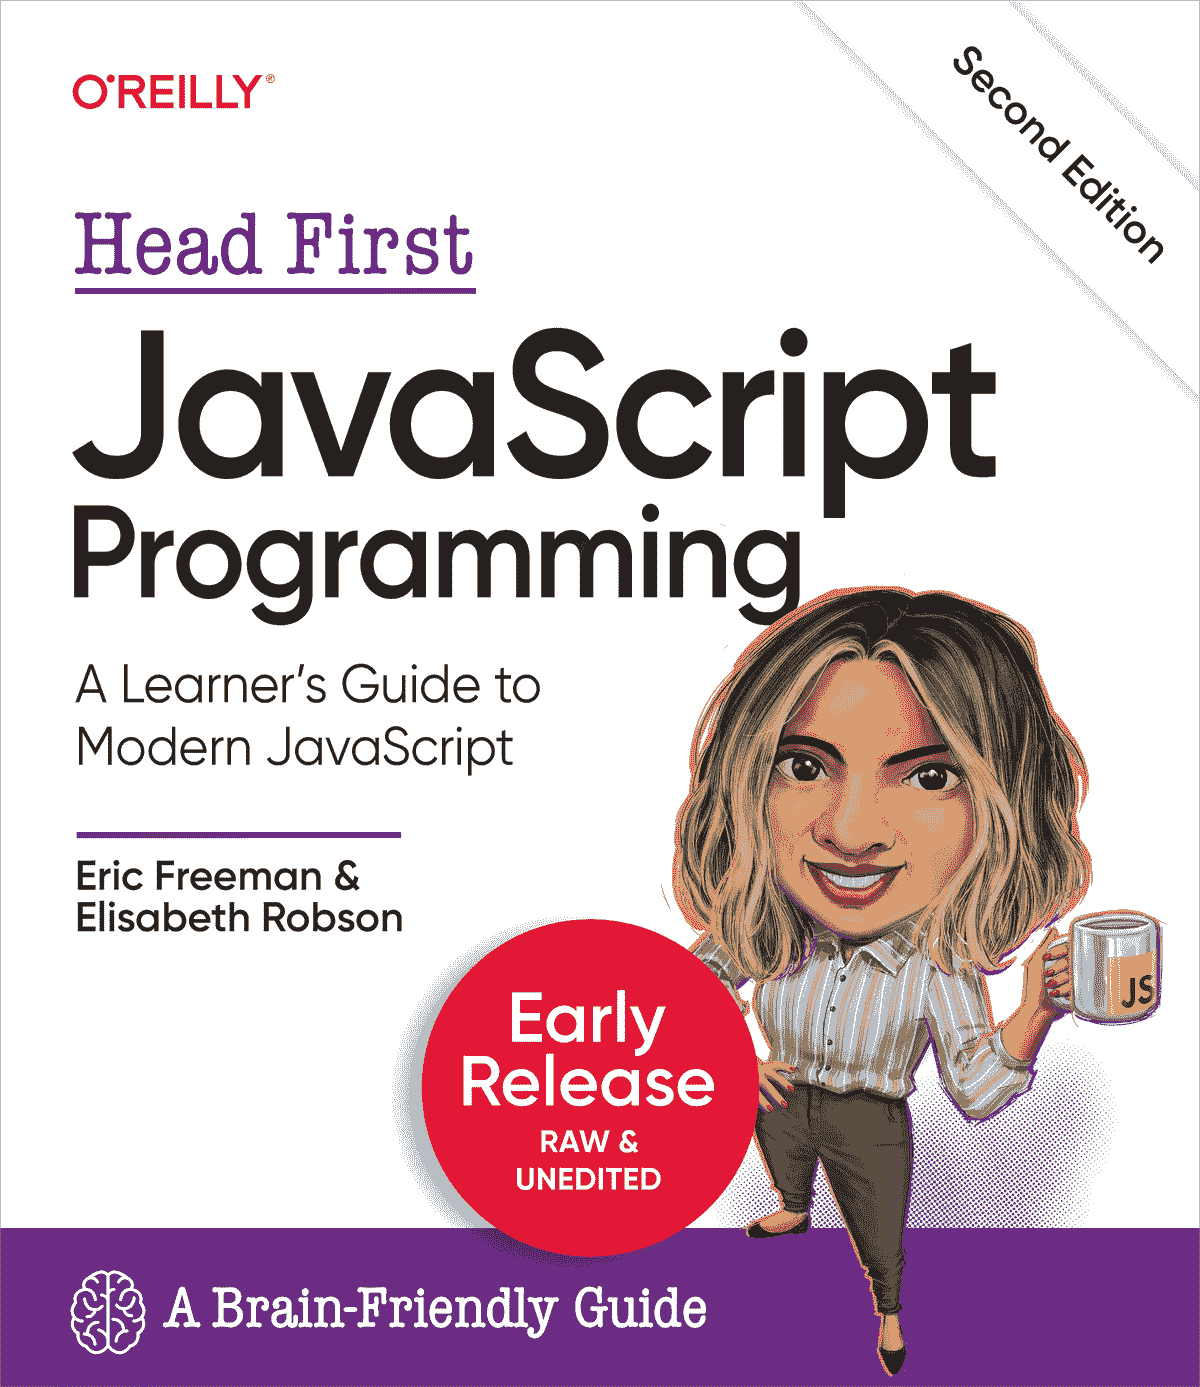 O'REILLY®
Second Edition
Head First
JavaScript
Programming
A Learner's Guide to
Modern JavaScript
Eric Freeman &
Elisabeth Robson
Early
Release
RAW &
UNEDITED
JS
A Brain-Friendly Guide